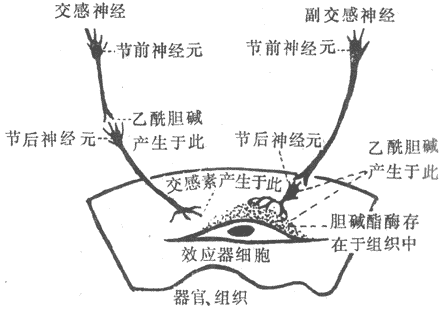 交感神经
副交感神经
节前神经元
节前神经元
乙酰胆碱
产生于此
节后神经元
节后神经元
乙酰胆碱
产生于此
交感素产生于此
胆碱酯酶存
在于组织中
效应器细胞
器官、组织